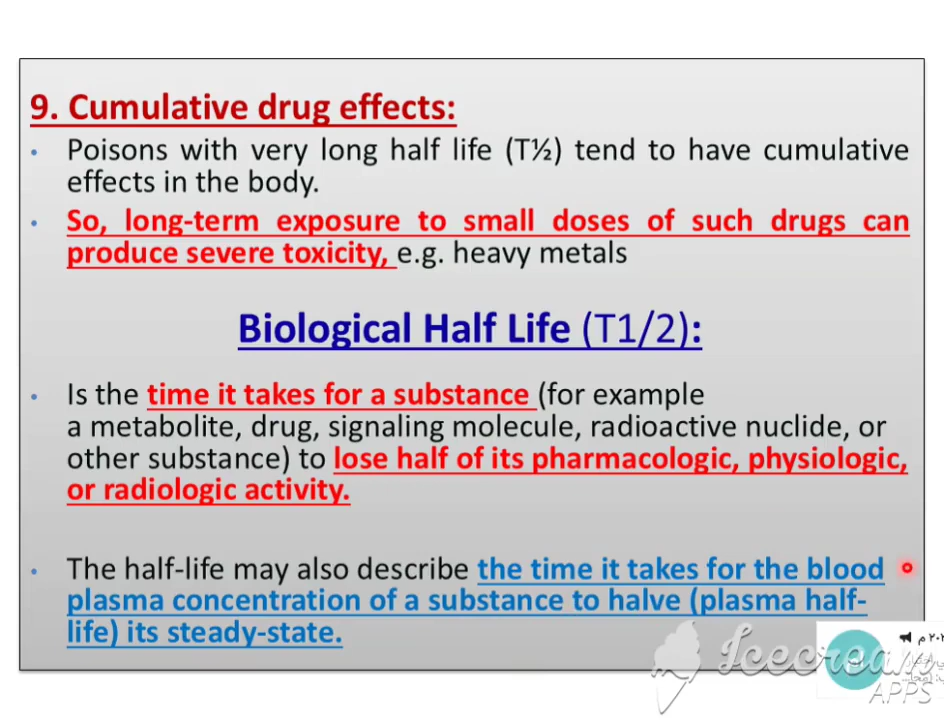 9. Cumulative drug effects:
• Poisons with very long half life (T½) tend to have cumulative
effects in the body.
• So, long-term exposure to small doses of such drugs can
produce severe toxicity, e.g. heavy metals
Biological Half Life (T1/2):
• Is the time it takes for a substance (for example
a metabolite, drug, signaling molecule, radioactive nuclide, or
other substance) to lose half of its pharmacologic, physiologic,
or radiologic activity.
• The half-life may also describe the time it takes for the blood
plasma concentration of a substance to halve (plasma half-
life) its steady-state.
Icecream
APPS